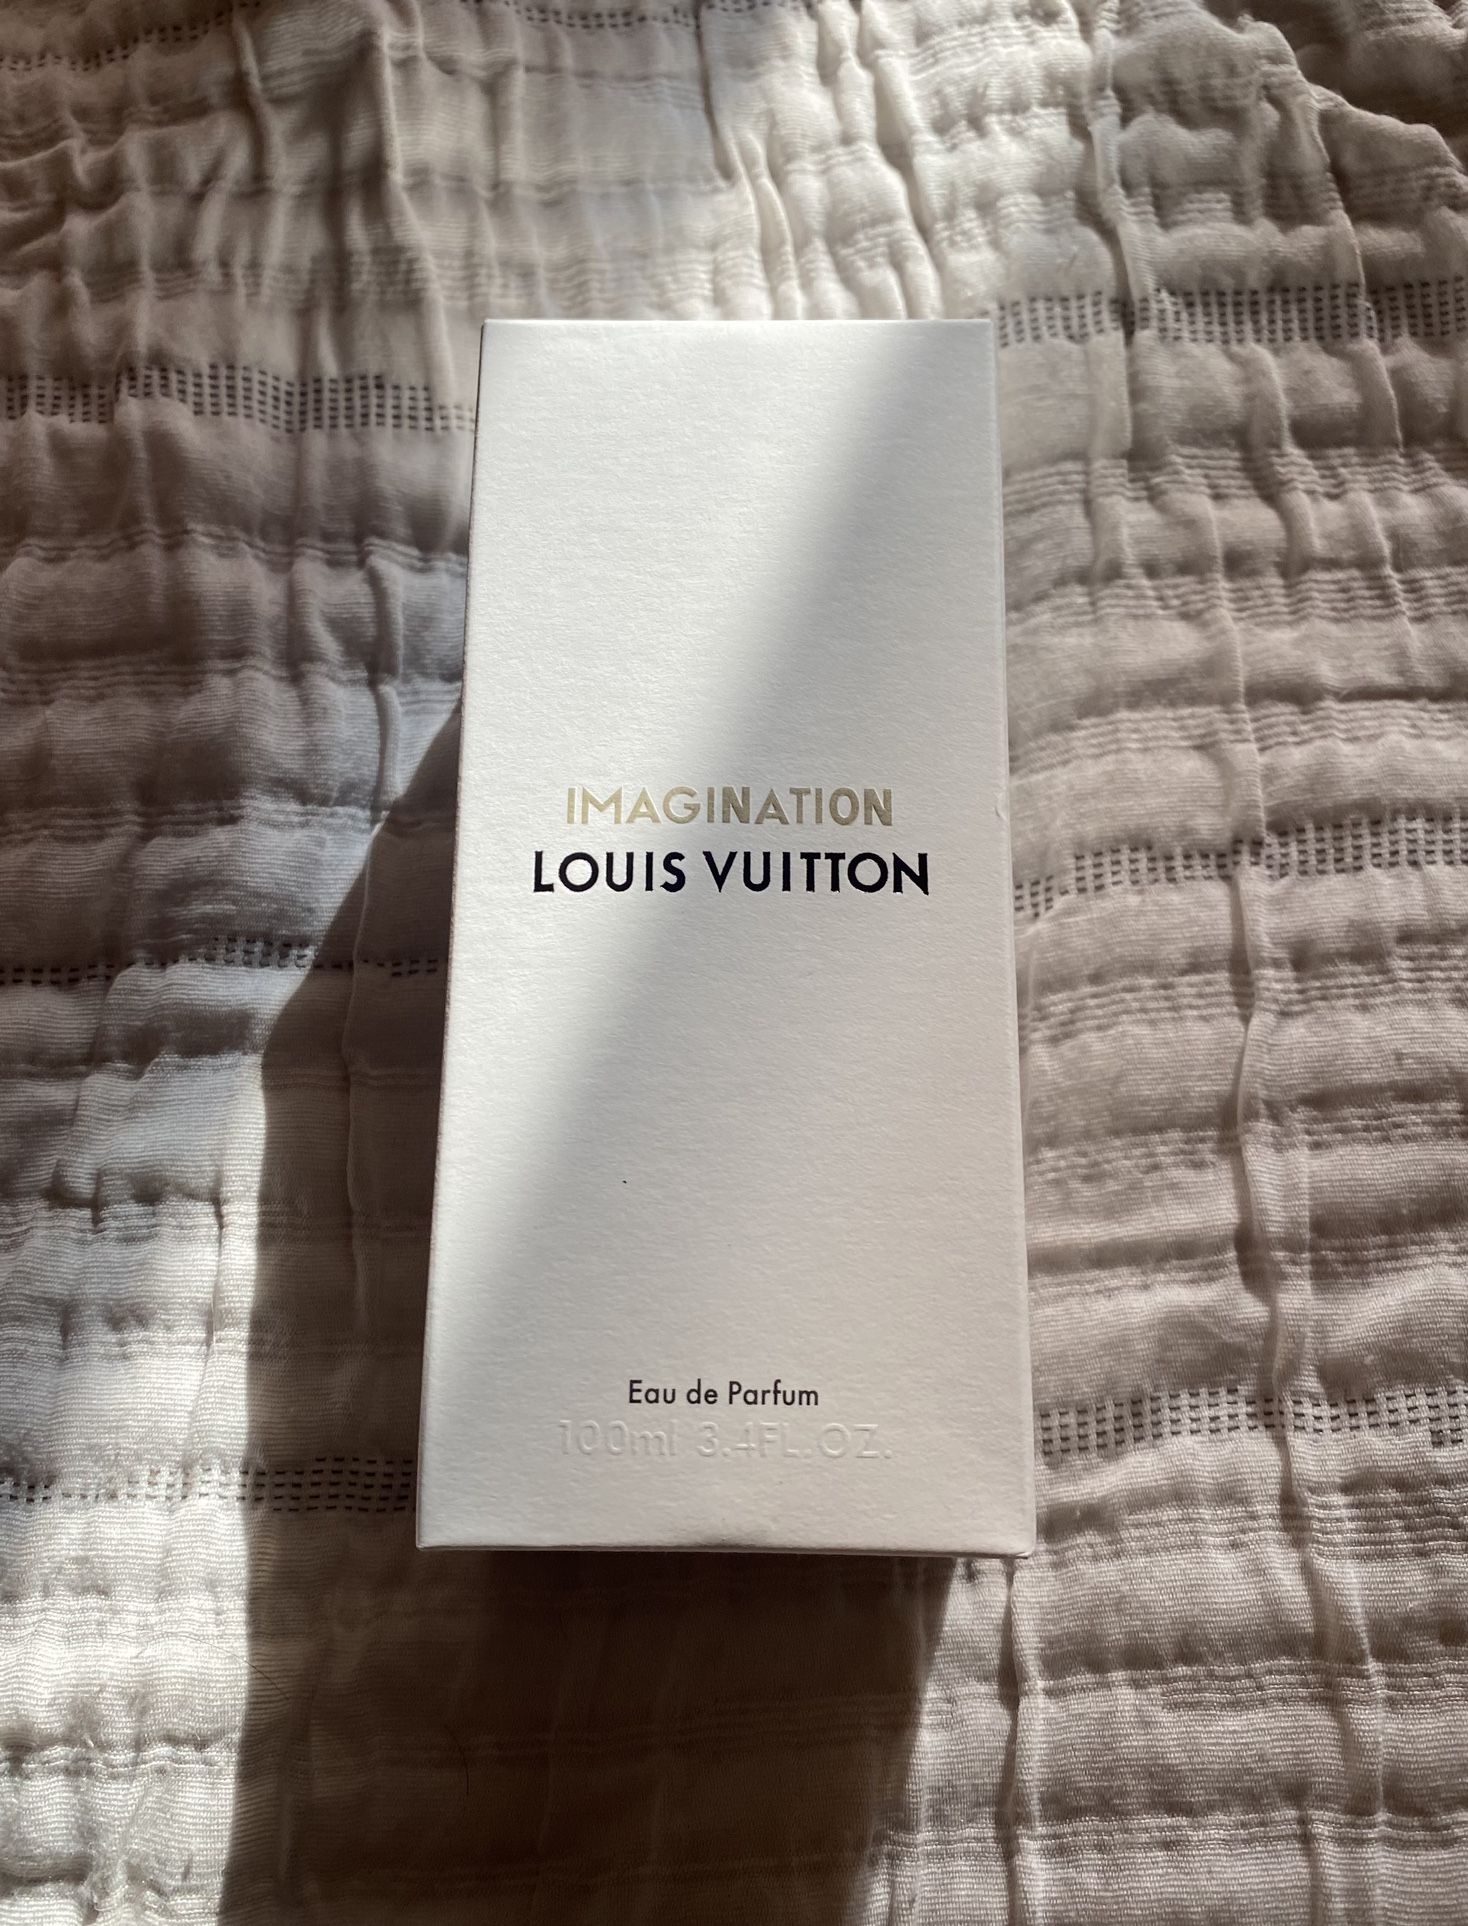 IMAGINATION
LOUIS VUITTON
Eau de Parfum
100ml 3.4FL.OZ.